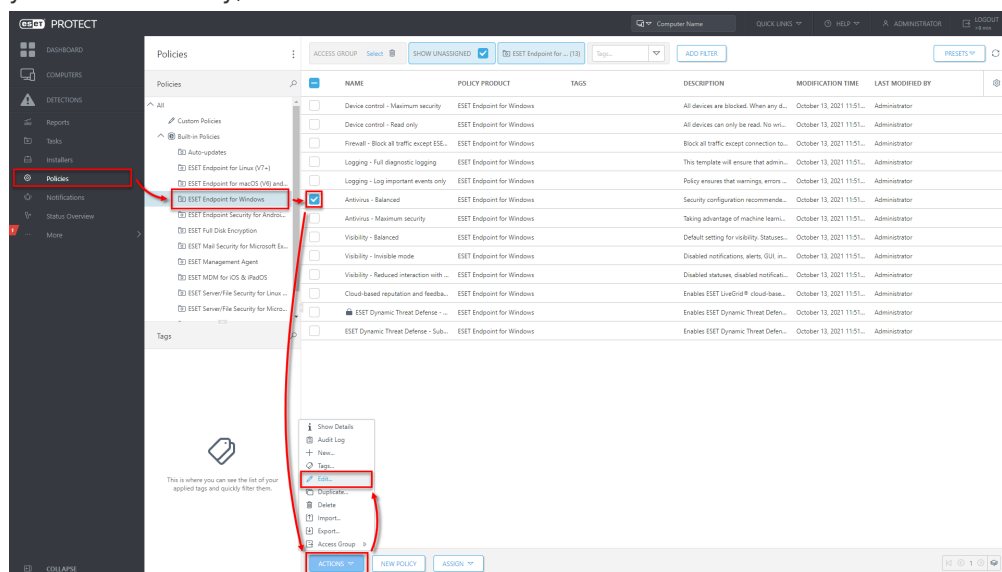 eset PROTECT
Computer Name
QUICK LINKS
HELP
ADMINISTRATOR
LOGOUT
>8 min
DASHBOARD
COMPUTERS
DETECTIONS
Reports
Tasks
Installers
Policies
Notifications
Status Overview
More
COLLAPSE
Policies
ACCESS GROUP Select
SHOW UNASSIGNED
ESET Endpoint for ... (13)
Tags...
ADD FILTER
PRESETS
Policies
All
Custom Policies
Built-in Policies
Auto-updates
ESET Endpoint for Linux (V7+)
ESET Endpoint for macOS (V6) and...
ESET Endpoint for Windows
ESET Endpoint Security for Androi...
ESET Full Disk Encryption
ESET Mail Security for Microsoft Ex...
ESET Management Agent
ESET MDM for iOS & iPadOS
ESET Server/File Security for Linux ...
ESET Server/File Security for Micro...
Tags
This is where you can see the list of your
applied tags and quickly filter them.
NAME POLICY PRODUCT TAGS DESCRIPTION MODIFICATION TIME LAST MODIFIED BY
Device control - Maximum security ESET Endpoint for Windows All devices are blocked. When any d... October 13, 2021 11:51... Administrator
Device control - Read only ESET Endpoint for Windows All devices can only be read. No wri... October 13, 2021 11:51... Administrator
Firewall - Block all traffic except ESE... ESET Endpoint for Windows Block all traffic except connection to... October 13, 2021 11:51... Administrator
Logging - Full diagnostic logging ESET Endpoint for Windows This template will ensure that admin... October 13, 2021 11:51... Administrator
Logging - Log important events only ESET Endpoint for Windows Policy ensures that warnings, errors ... October 13, 2021 11:51... Administrator
Antivirus - Balanced ESET Endpoint for Windows Security configuration recommende... October 13, 2021 11:51... Administrator
Antivirus - Maximum security ESET Endpoint for Windows Taking advantage of machine learni... October 13, 2021 11:51... Administrator
Visibility - Balanced ESET Endpoint for Windows Default setting for visibility. Statuses... October 13, 2021 11:51... Administrator
Visibility - Invisible mode ESET Endpoint for Windows Disabled notifications, alerts, GUI, in... October 13, 2021 11:51... Administrator
Visibility - Reduced interaction with ... ESET Endpoint for Windows Disabled statuses, disabled notificati... October 13, 2021 11:51... Administrator
Cloud-based reputation and feedba... ESET Endpoint for Windows Enables ESET LiveGrid® cloud-base... October 13, 2021 11:51... Administrator
ESET Dynamic Threat Defense - ... ESET Endpoint for Windows Enables ESET Dynamic Threat Defen... October 13, 2021 11:51... Administrator
ESET Dynamic Threat Defense - Sub... ESET Endpoint for Windows Enables ESET Dynamic Threat Defen... October 13, 2021 11:51... Administrator
Show Details
Audit Log
New...
Tags...
Edit...
Duplicate...
Delete
Import...
Export...
Access Group
ACTIONS
NEW POLICY
ASSIGN
1